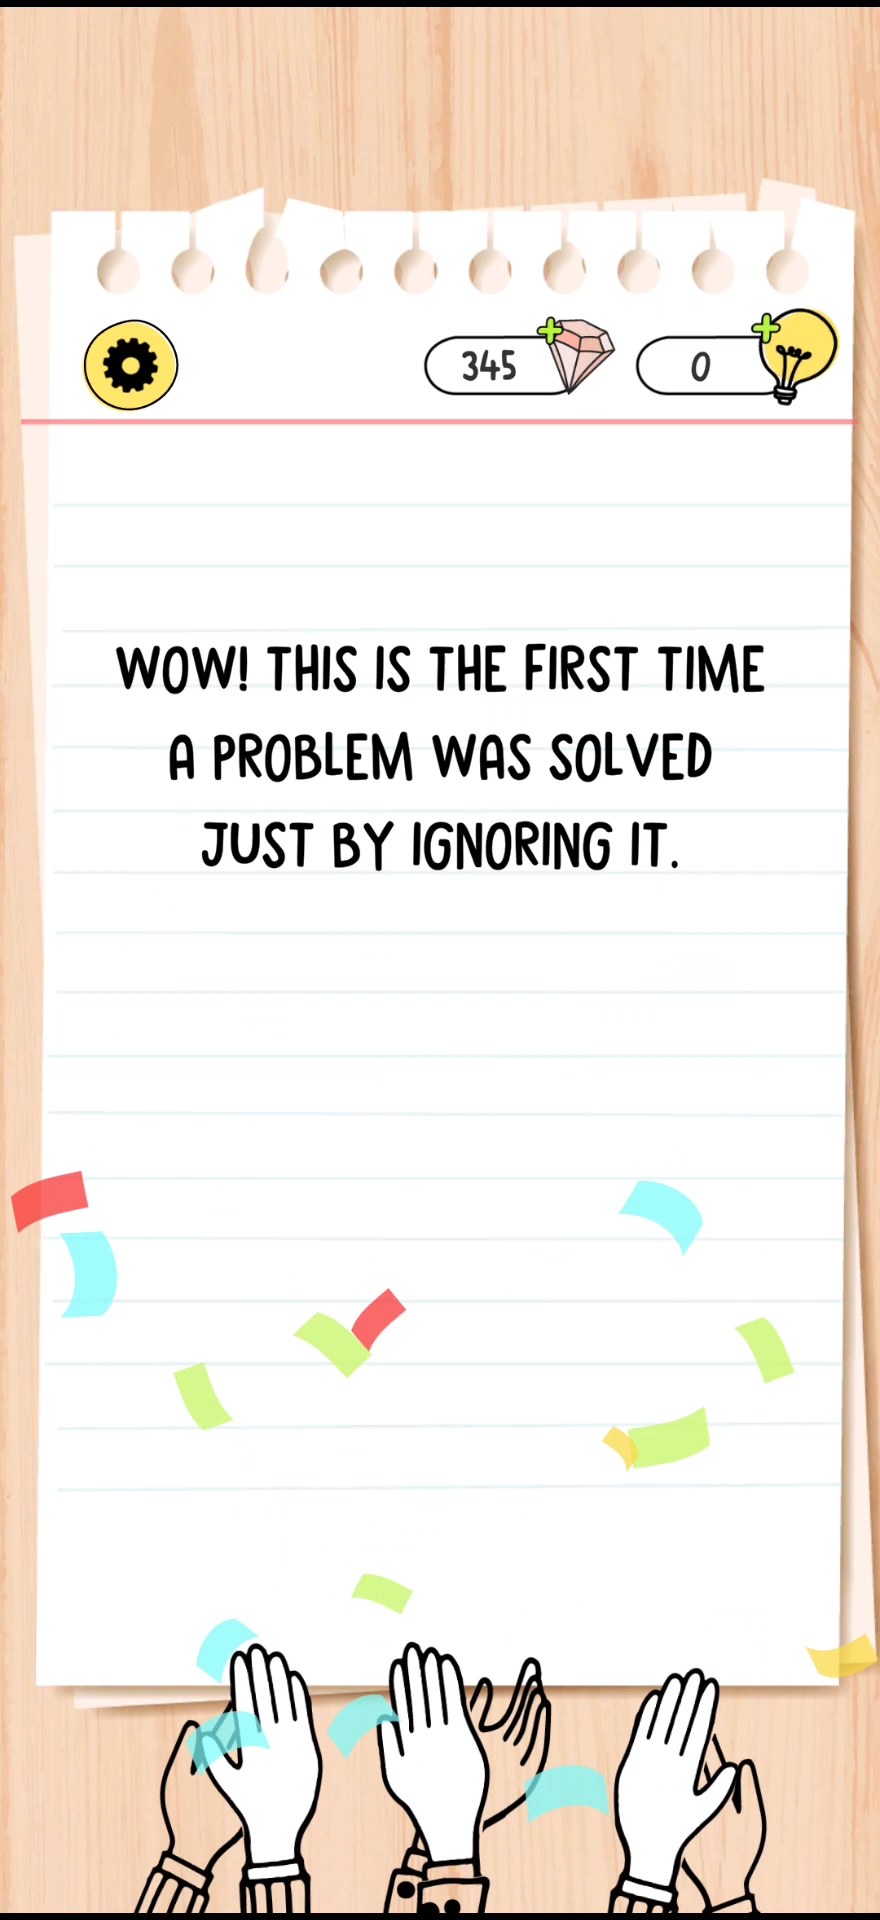 345
0
WOW! THIS IS THE FIRST TIME
A PROBLEM WAS SOLVED
JUST BY IGNORING IT.